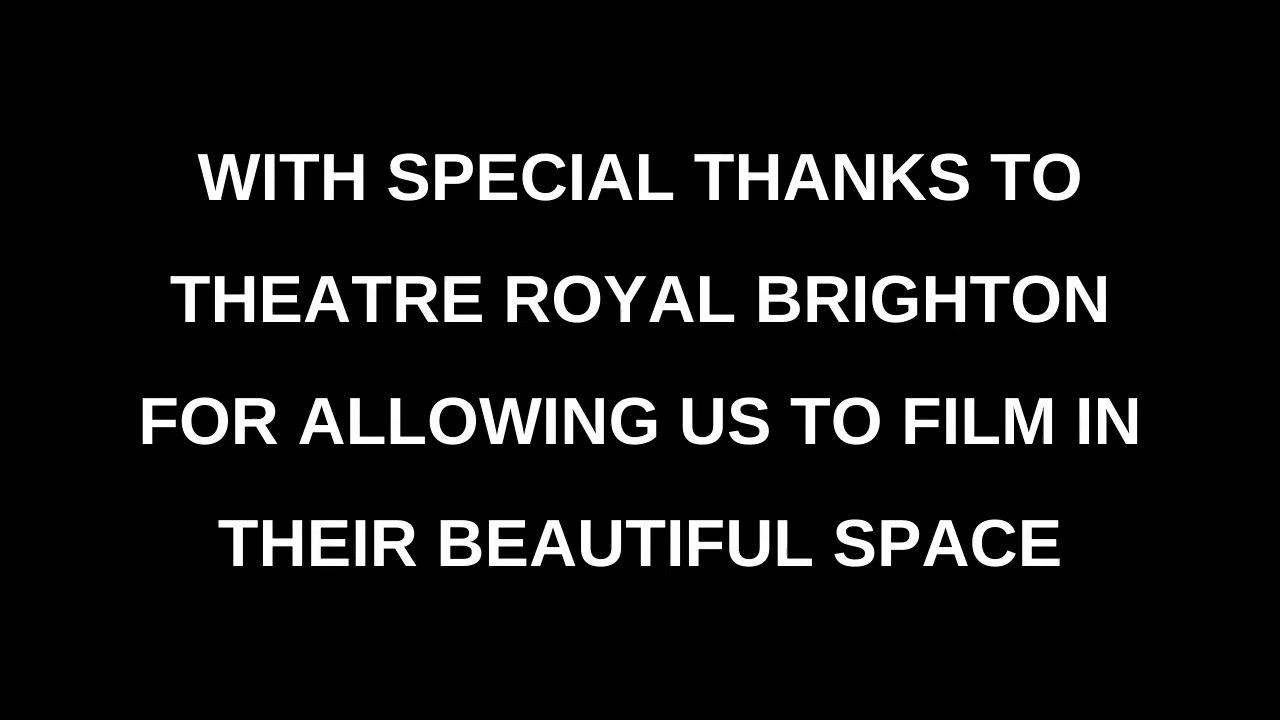 WITH SPECIAL THANKS TO
THEATRE ROYAL BRIGHTON
FOR ALLOWING US TO FILM IN
THEIR BEAUTIFUL SPACE